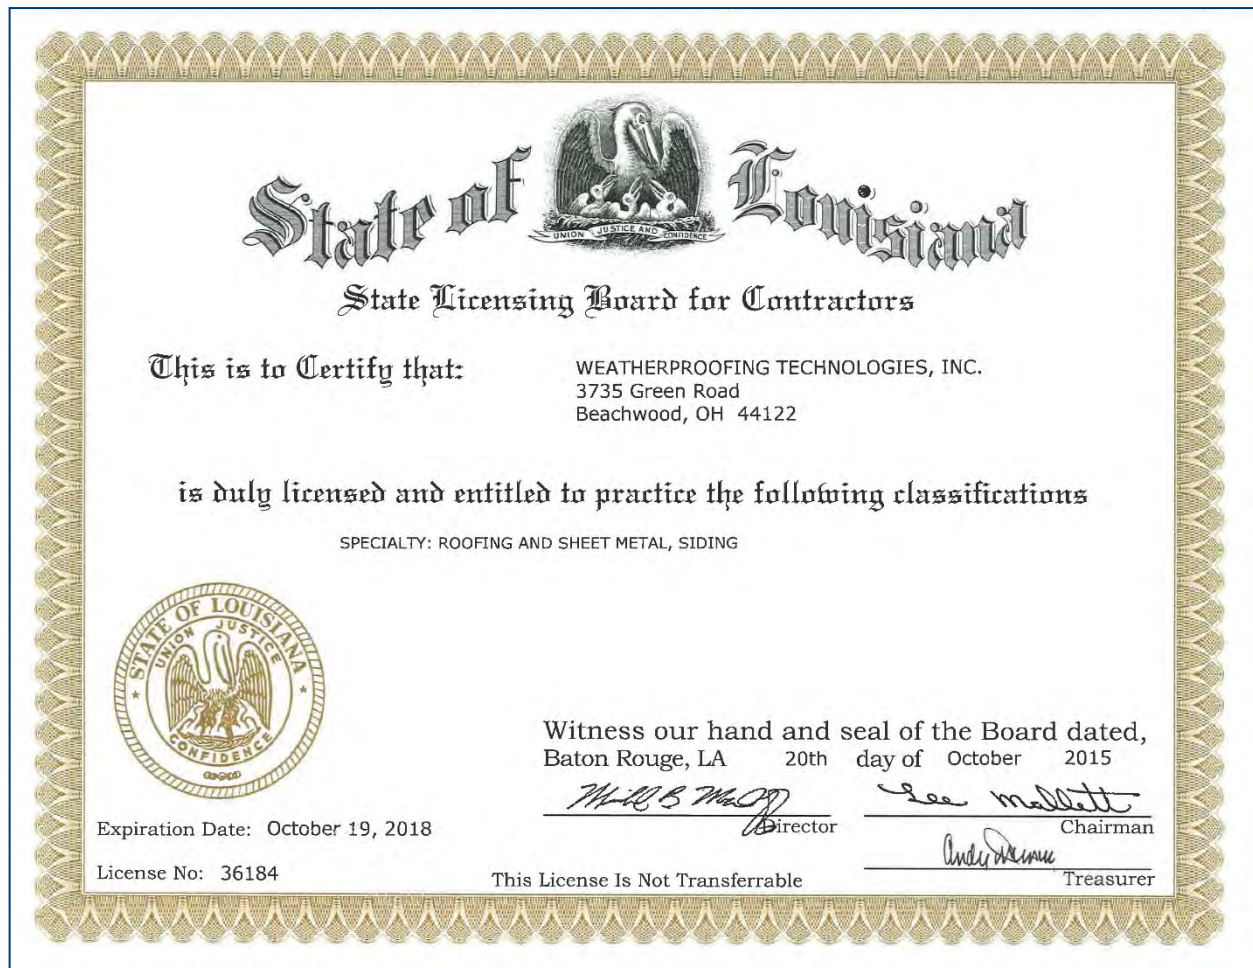 State of Louisiana
UNION JUSTICE AND CONFIDENCE
State Licensing Board for Contractors
This is to Certify that:
WEATHERPROOFING TECHNOLOGIES, INC.
3735 Green Road
Beachwood, OH 44122
is duly licensed and entitled to practice the following classifications
SPECIALTY: ROOFING AND SHEET METAL, SIDING
STATE OF LOUISIANA
UNION JUSTICE
CONFIDENCE
Witness our hand and seal of the Board dated,
Baton Rouge, LA 20th day of October 2015
Lee Mallett
Director
Chairman
Expiration Date: October 19, 2018
Andy
License No: 36184
This License Is Not Transferrable
Treasurer